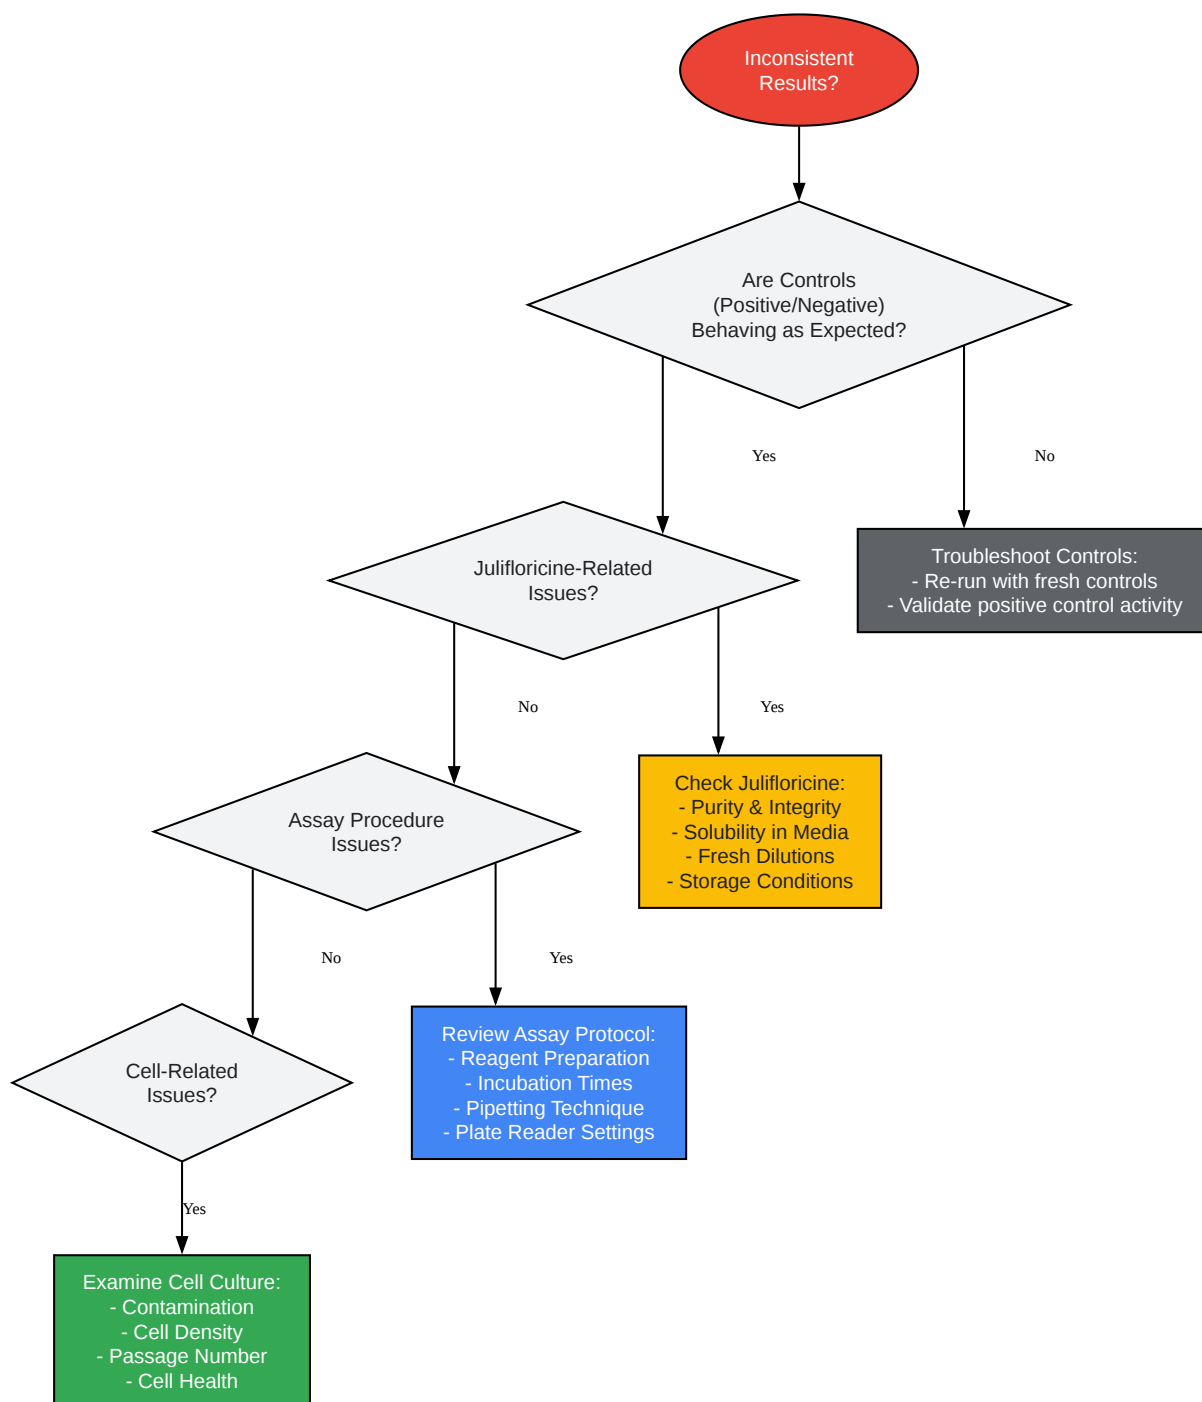 Inconsistent
Results?
Are Controls
(Positive/Negative)
Behaving as Expected?
Yes
No
Julifloricine-Related
Issues?
Troubleshoot Controls:
- Re-run with fresh controls
- Validate positive control activity
No
Yes
Assay Procedure
Issues?
Check Julifloricine:
- Purity & Integrity
- Solubility in Media
- Fresh Dilutions
- Storage Conditions
No
Yes
Cell-Related
Issues?
Review Assay Protocol:
- Reagent Preparation
- Incubation Times
- Pipetting Technique
- Plate Reader Settings
Yes
Examine Cell Culture:
- Contamination
- Cell Density
- Passage Number
- Cell Health